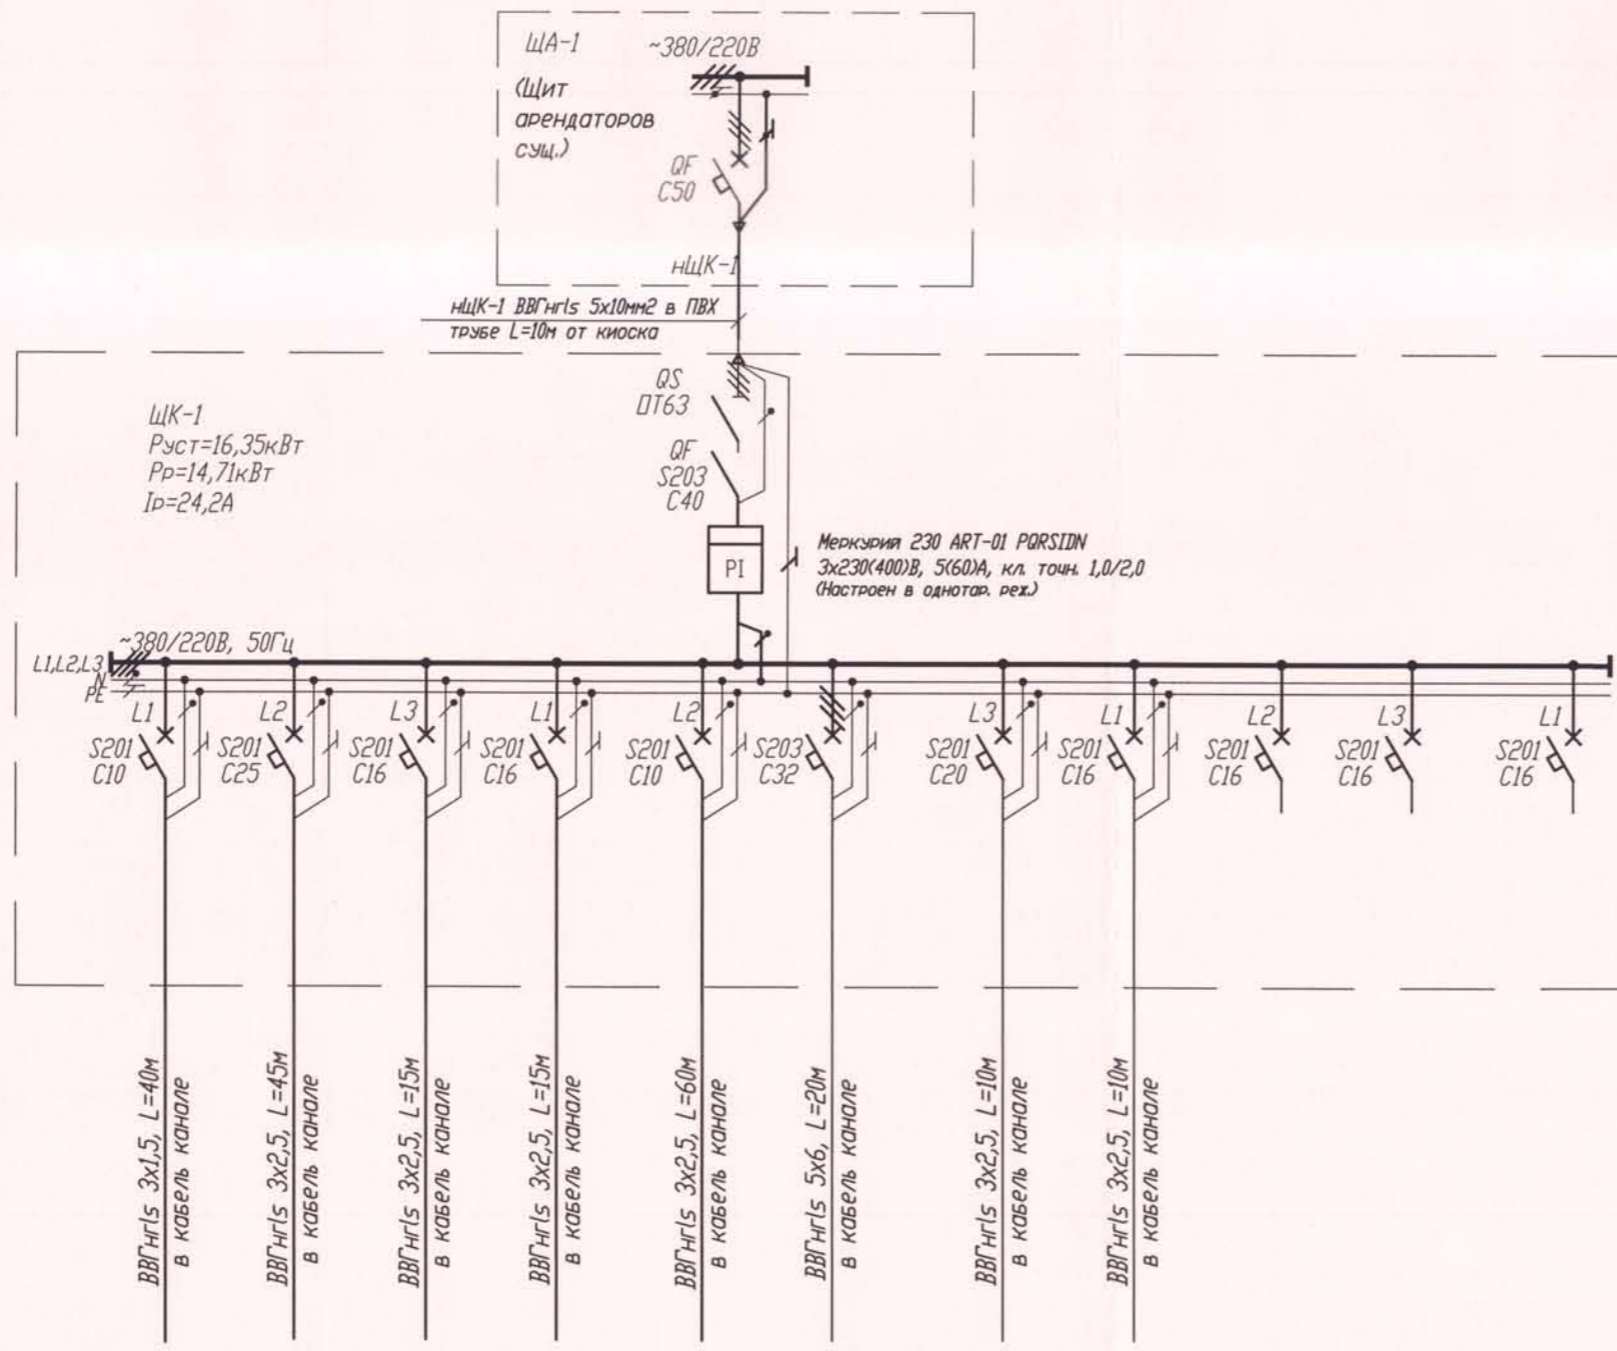 ЩА-1
~380/220В
(Щит
арендаторов
сущ.)
QF
C50
нЩК-1
нЩК-1 ВВГнгls 5х10мм2 в ПВХ
трубе L=10м от киоска
ЩК-1
Руст=16,35кВт
Рр=14,71кВт
Iр=24,2А
QS
OT63
QF
S203
C40
PI
Меркурий 230 ART-01 PQRSIDN
3х230(400)В, 5(60)А, кл. точн. 1,0/2,0
(Настроен в однотар. реж.)
~380/220В, 50Гц
L1,L2,L3
N
PE
L1
S201
C10
L2
S201
C25
L3
S201
C16
L1
S201
C16
L2
S201
C10
S203
C32
L3
S201
C20
L1
S201
C16
L2
S201
C16
L3
S201
C16
L1
S201
C16
ВВГнгls 3х1,5, L=40м
в кабель канале
ВВГнгls 3х2,5, L=45м
в кабель канале
ВВГнгls 3х2,5, L=15м
в кабель канале
ВВГнгls 3х2,5, L=15м
в кабель канале
ВВГнгls 3х2,5, L=60м
в кабель канале
ВВГнгls 5х6, L=20м
в кабель канале
ВВГнгls 3х2,5, L=10м
в кабель канале
ВВГнгls 3х2,5, L=10м
в кабель канале